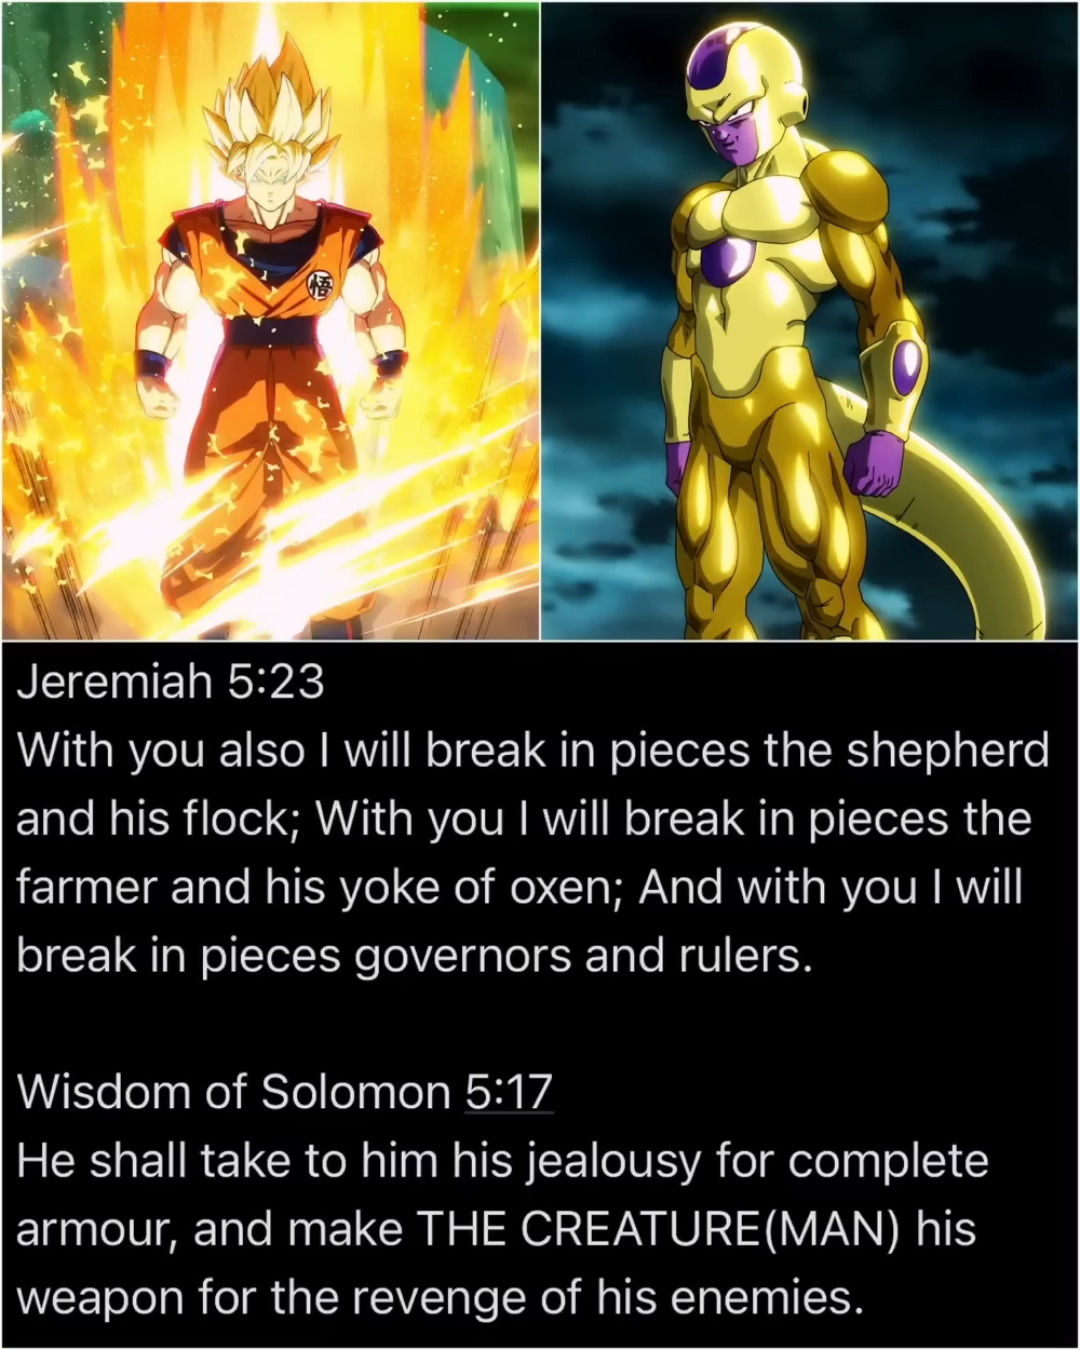 悟
Jeremiah 5:23
With you also I will break in pieces the shepherd
and his flock; With you I will break in pieces the
farmer and his yoke of oxen; And with you I will
break in pieces governors and rulers.
Wisdom of Solomon 5:17
He shall take to him his jealousy for complete
armour, and make THE CREATURE(MAN) his
weapon for the revenge of his enemies.